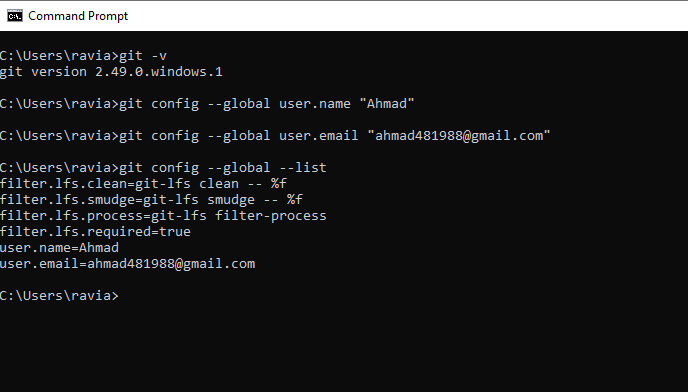 Command Prompt
C:\Users\ravia>git -v
git version 2.49.0.windows.1
C:\Users\ravia>git config --global user.name "Ahmad"
C:\Users\ravia>git config --global user.email "ahmad481988@gmail.com"
C:\Users\ravia>git config --global --list
filter.lfs.clean=git-lfs clean -- %f
filter.lfs.smudge=git-lfs smudge -- %f
filter.lfs.process=git-lfs filter-process
filter.lfs.required=true
user.name=Ahmad
user.email=ahmad481988@gmail.com
C:\Users\ravia>